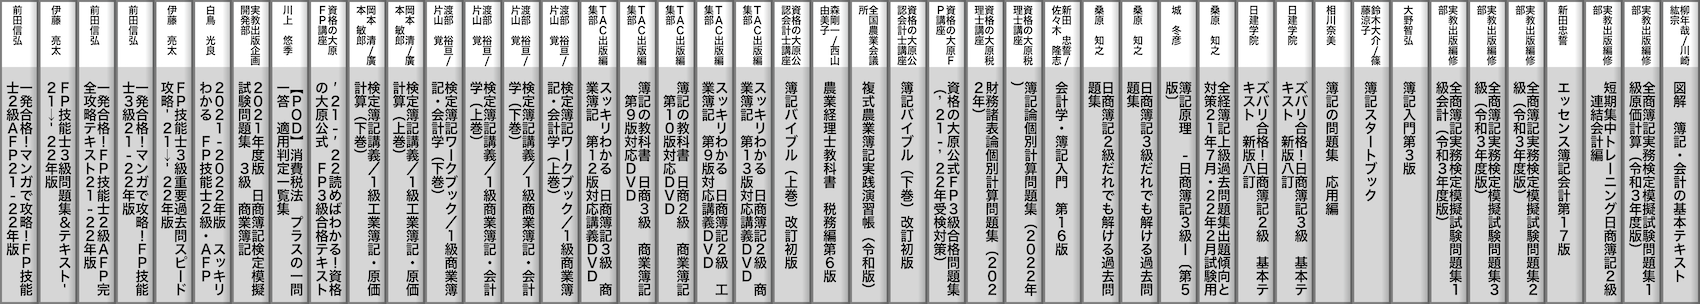 柳年哉/川崎
紘宗
図解　簿記・会計の基本テキスト
実教出版編修
部
全商簿記実務検定模擬試験問題集1
級原価計算(令和3年度版)
実教出版編修
部
短期集中トレーニング日商簿記2級
連結会計編
新田忠誓
エッセンス簿記会計第17版
実教出版編修
部
全商簿記実務検定模擬試験問題集2
級(令和3年度版)
実教出版編修
部
全商簿記実務検定模擬試験問題集3
級(令和3年度版)
実教出版編修
部
全商簿記実務検定模擬試験問題集1
級会計(令和3年度版)
大野智弘
簿記入門第3版
鈴木大介/篠
藤涼子
簿記スタートブック
相川奈美
簿記の問題集　応用編
日建学院
ズバリ合格!日商簿記3級　基本テ
キスト　新版八訂
日建学院
ズバリ合格!日商簿記2級　基本テ
キスト　新版八訂
桑原　知之
全経簿記上級過去問題集出題傾向と
対策21年7月・22年2月試験用
城　冬彦
簿記原理　-日商簿記3級ー(第5
版)
桑原　知之
日商簿記3級だれでも解ける過去問
題集
桑原　知之
日商簿記2級だれでも解ける過去問
題集
新田　忠誓/
佐々木　隆志
会計学・簿記入門　第16版
資格の大原税
理士講座
簿記論個別計算問題集(2022年
)
資格の大原税
理士講座
財務諸表論個別計算問題集(202
2年)
資格の大原F
P講座
資格の大原公式FP3級合格問題集
('21-'22年受検対策)
資格の大原公
認会計士講座
簿記バイブル(下巻)改訂初版
全国農業会議
所
複式農業簿記実践演習帳(令和版)
森剛一/西山
由美子
農業経理士教科書　税務編第6版
資格の大原公
認会計士講座
簿記バイブル(上巻)改訂初版
TAC出版編
集部
スッキリわかる　日商簿記2級　商
業簿記　第13版対応講義DVD
TAC出版編
集部
スッキリわかる　日商簿記2級　工
業簿記　第9版対応講義DVD
TAC出版編
集部
簿記の教科書　日商2級　商業簿記
第10版対応DVD
TAC出版編
集部
簿記の教科書　日商3級　商業簿記
第9版対応DVD
TAC出版編
集部
スッキリわかる　日商簿記3級　商
業簿記　第12版対応講義DVD
渡部　裕亘/
片山　覚
検定簿記ワークブック/1級商業簿
記・会計学(上巻)
渡部　裕亘/
片山　覚
検定簿記講義/1級商業簿記・会計
学(下巻)
渡部　裕亘/
片山　覚
検定簿記講義/1級商業簿記・会計
学(上巻)
渡部　裕亘/
片山　覚
検定簿記ワークブック/1級商業簿
記・会計学(下巻)
岡本　清/廣
本　敏郎
検定簿記講義/1級工業簿記・原価
計算(上巻)
岡本　清/廣
本　敏郎
検定簿記講義/1級工業簿記・原価
計算(下巻)
資格の大原
FP講座
'21-'22読めばわかる!資格
の大原公式　FP3級合格テキスト
川上　悠季
【POD】消費税法　プラスの一問
一答　適用判定一覧集
実教出版企画
開発部
2021年度版　日商簿記検定模擬
試験問題集　3級　商業簿記
白鳥　光良
2021-2022年版　スッキリ
わかる　FP技能士2級・AFP
伊藤　亮太
FP技能士3級重要過去問スピード
攻略'21→'22年版
前田信弘
一発合格!マンガで攻略!FP技能
士3級21-22年版
前田信弘
一発合格!FP技能士2級AFP完
全攻略テキスト21-22年版
伊藤　亮太
FP技能士3級問題集&テキスト'
21→'22年版
前田信弘
一発合格!マンガで攻略!FP技能
士2級AFP21-22年版